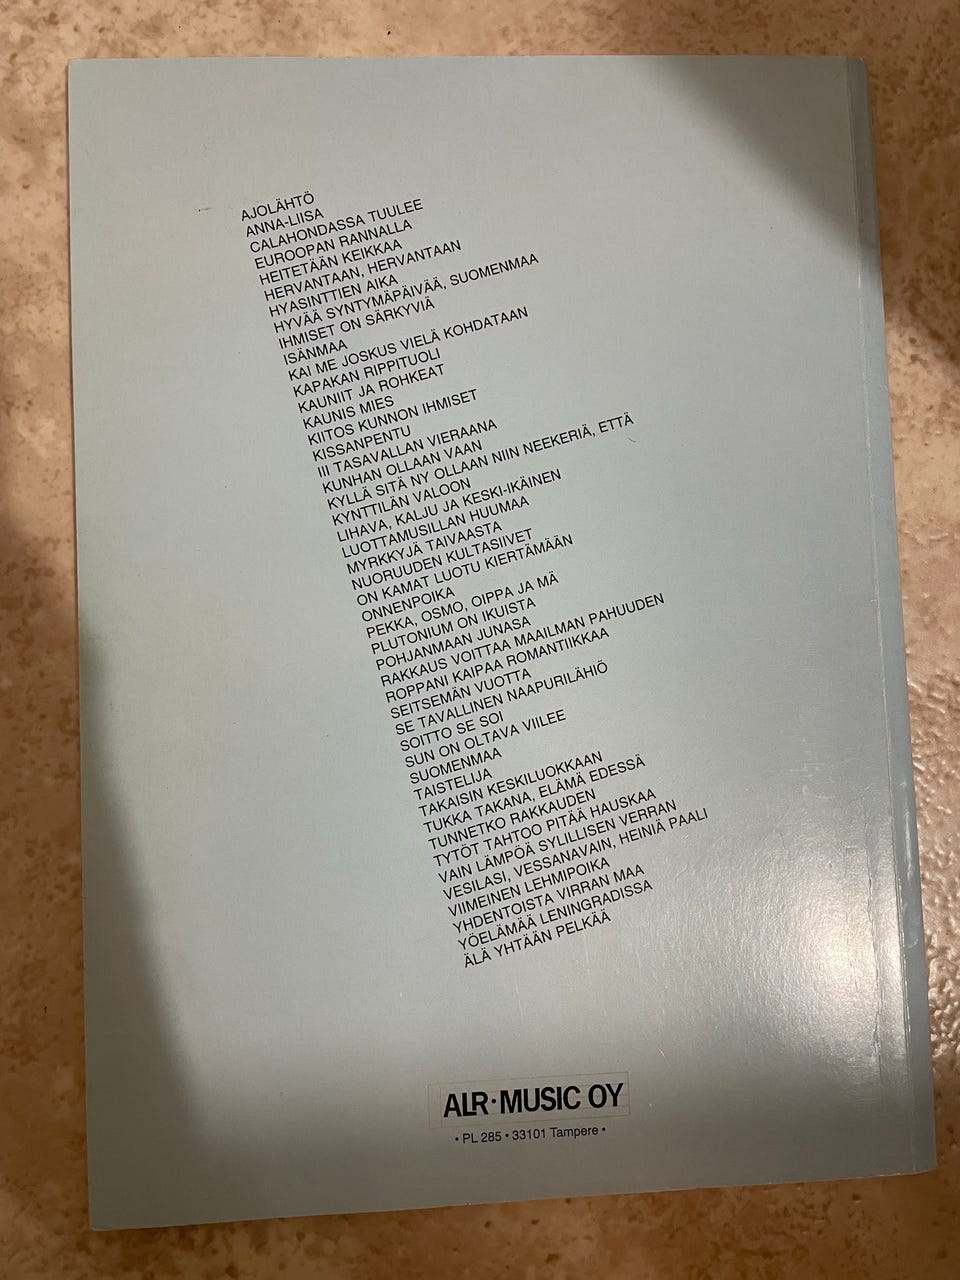 AJOLÄHTÖ
ANNA-LIISA
CALAHONDASSA TUULEE
EUROOPAN RANNALLA
HEITETÄÄN KEIKKAA
HERVANTAAN, HERVANTAAN
HYASINTTIEN AIKA
HYVÄÄ SYNTYMÄPÄIVÄÄ, SUOMENMAA
IHMISET ON SÄRKYVIÄ
ISÄNMAA
KAI ME JOSKUS VIELÄ KOHDATAAN
KAPAKAN RIPPITUOLI
KAUNIIT JA ROHKEAT
KAUNIS MIES
KIITOS KUNNON IHMISET
KISSANPENTU
III TASAVALLAN VIERAANA
KUNHAN OLLAAN VAAN
KYLLÄ SITÄ NY OLLAAN NIIN NEEKERIÄ, ETTÄ
KYNTTILÄN VALOON
LIHAVA, KALJU JA KESKI-IKÄINEN
LUOTTAMUSILLAN HUUMAA
MYRKKYJÄ TAIVAASTA
NUORUUDEN KULTASIIVET
ON KAMAT LUOTU KIERTÄMÄÄN
ONNENPOIKA
PEKKA, OSMO, OIPPA JA MÄ
PLUTONIUM ON IKUISTA
POHJANMAAN JUNASA
RAKKAUS VOITTAA MAAILMAN PAHUUDEN
ROPPANI KAIPAA ROMANTIIKKAA
SEITSEMÄN VUOTTA
SE TAVALLINEN NAAPURILÄHIÖ
SOITTO SE SOI
SUN ON OLTAVA VIILEE
SUOMENMAA
TAISTELIJA
TAKAISIN KESKILUOKKAAN
TUKKA TAKANA, ELÄMÄ EDESSÄ
TUNNETKO RAKKAUDEN
TYTÖT TAHTOO PITÄÄ HAUSKAA
VAIN LÄMPÖÄ SYLILLISEN VERRAN
VESILASI, VESSANAVAIN, HEINIÄ PAALI
VIIMEINEN LEHMIPOIKA
YHDENTOISTA VIRRAN MAA
YÖELÄMÄÄ LENINGRADISSA
ÄLÄ YHTÄÄN PELKÄÄ
ALR•MUSIC OY
• PL 285 • 33101 Tampere •